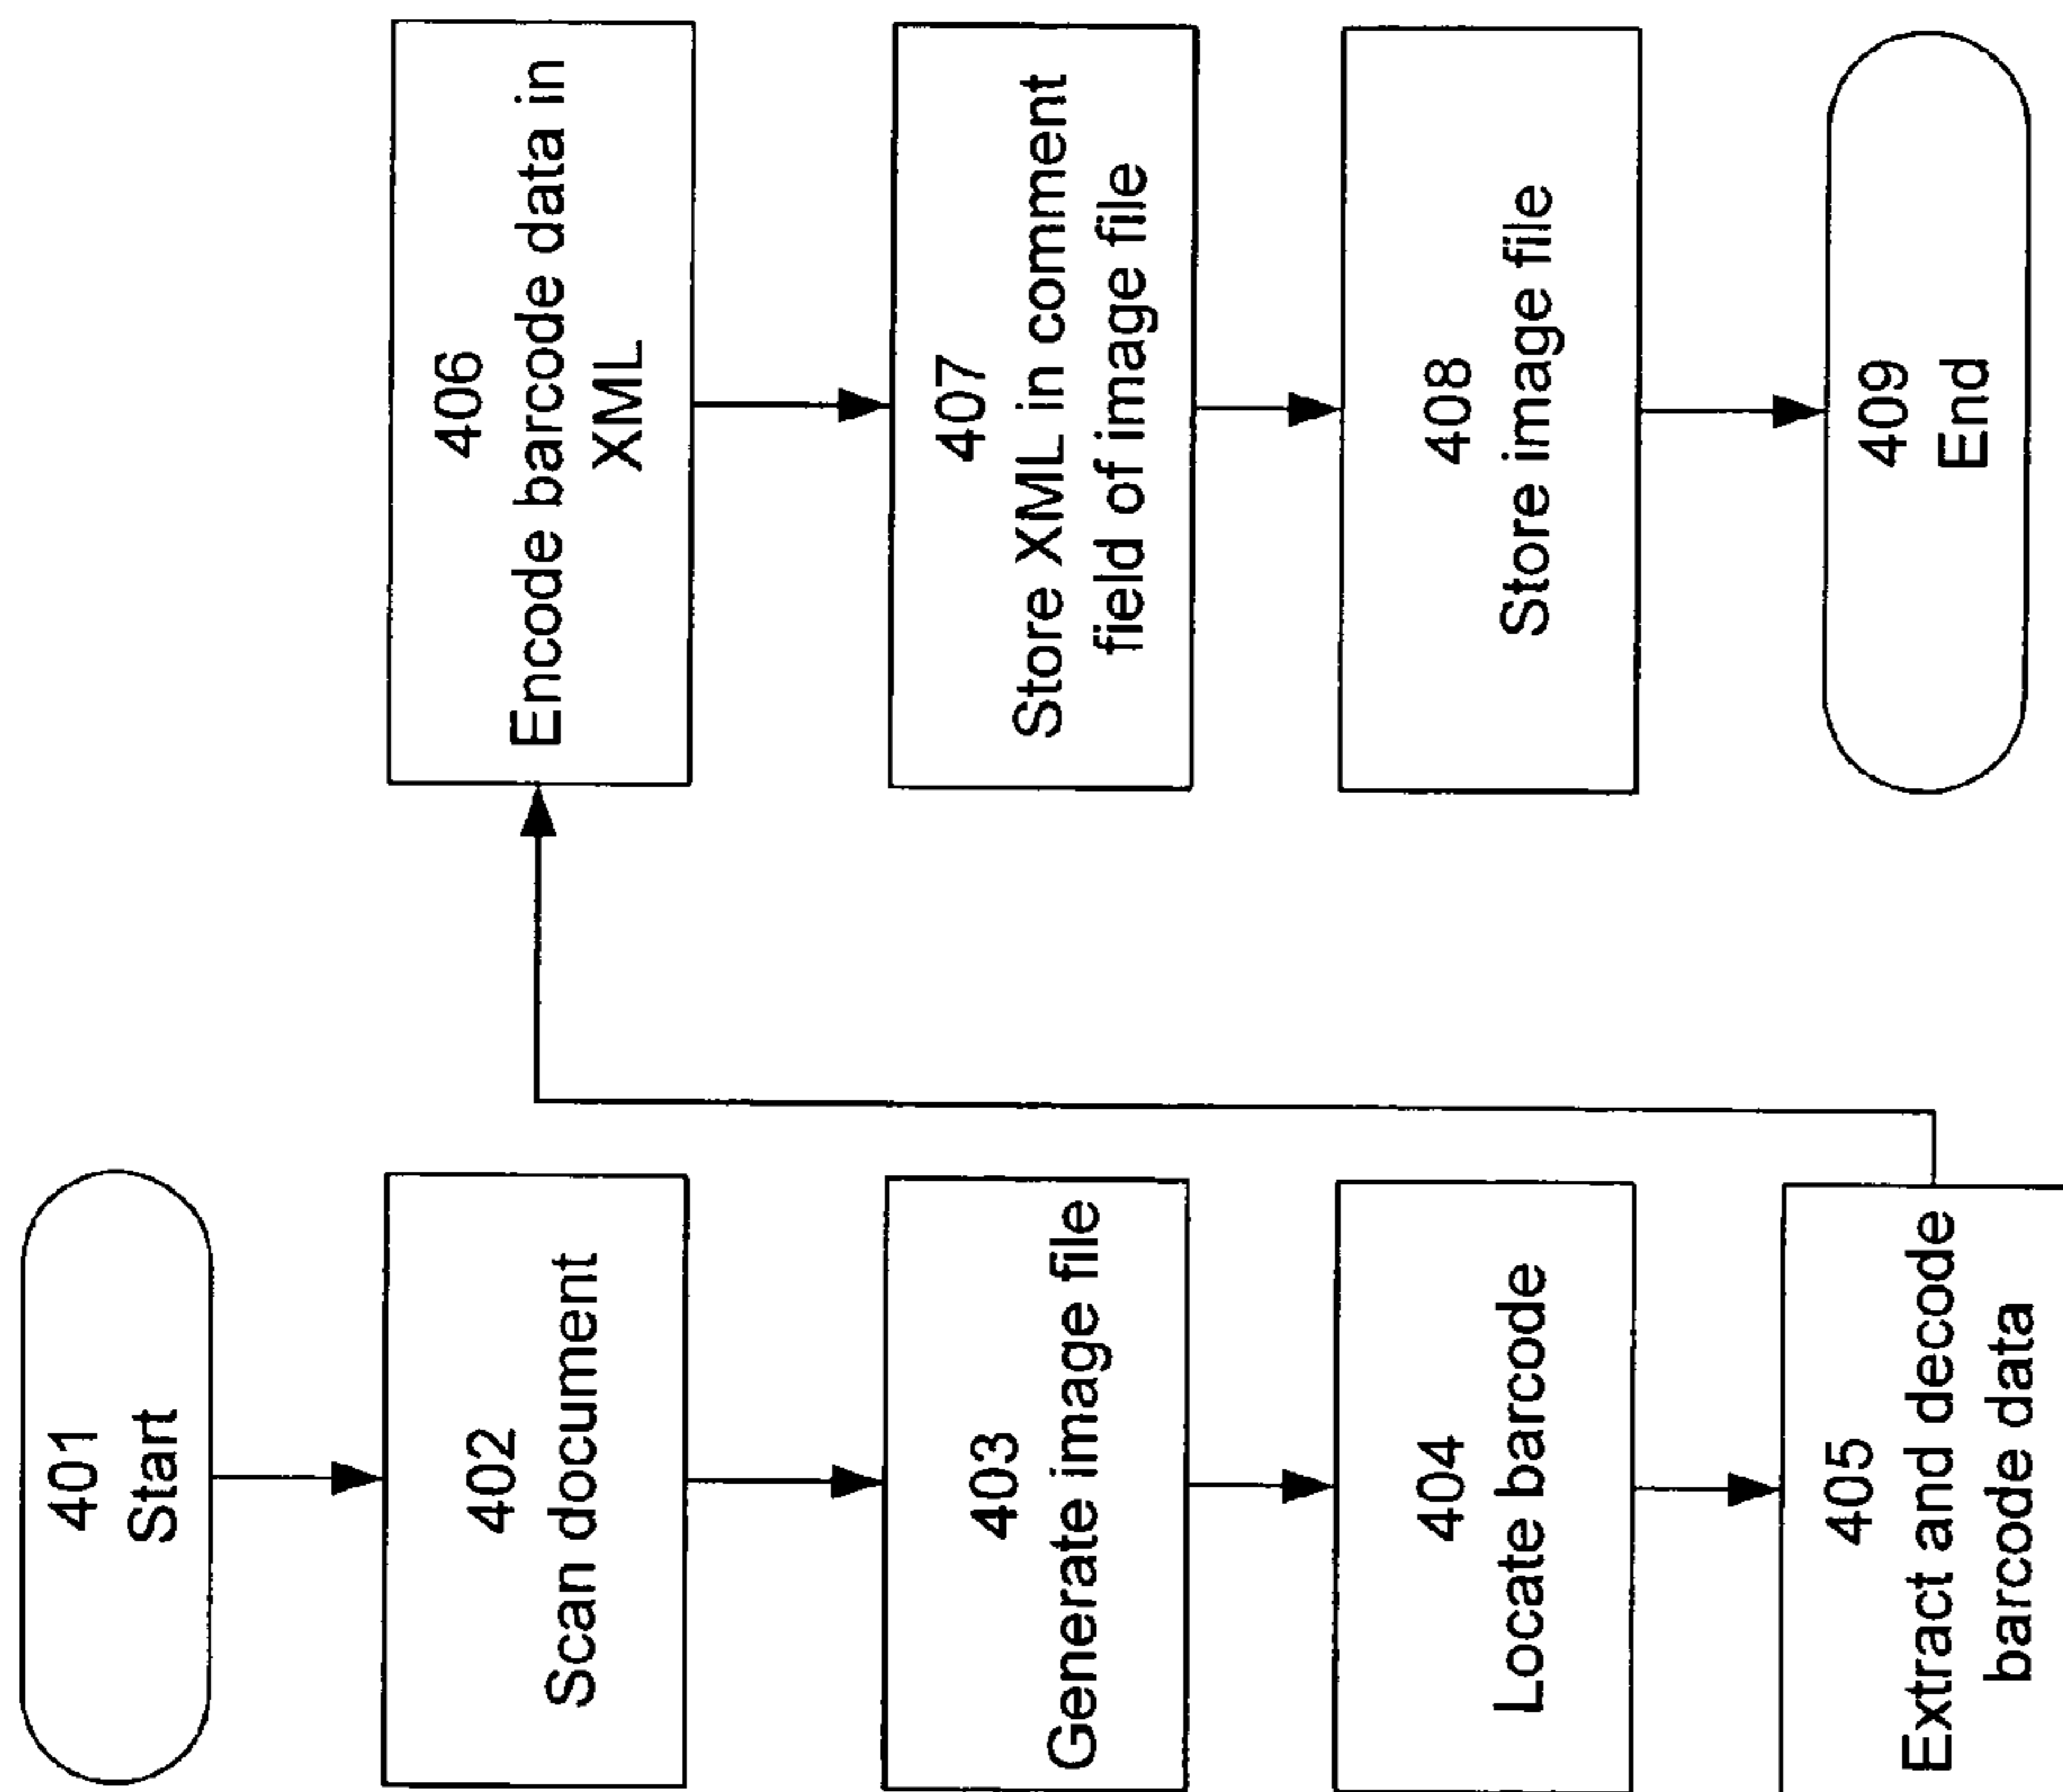 401
Start
402
Scan document
403
Generate image file
404
Locate barcode
405
Extract and decode
barcode data
406
Encode barcode data in
XML
407
Store XML in comment
field of image file
408
Store image file
409
End